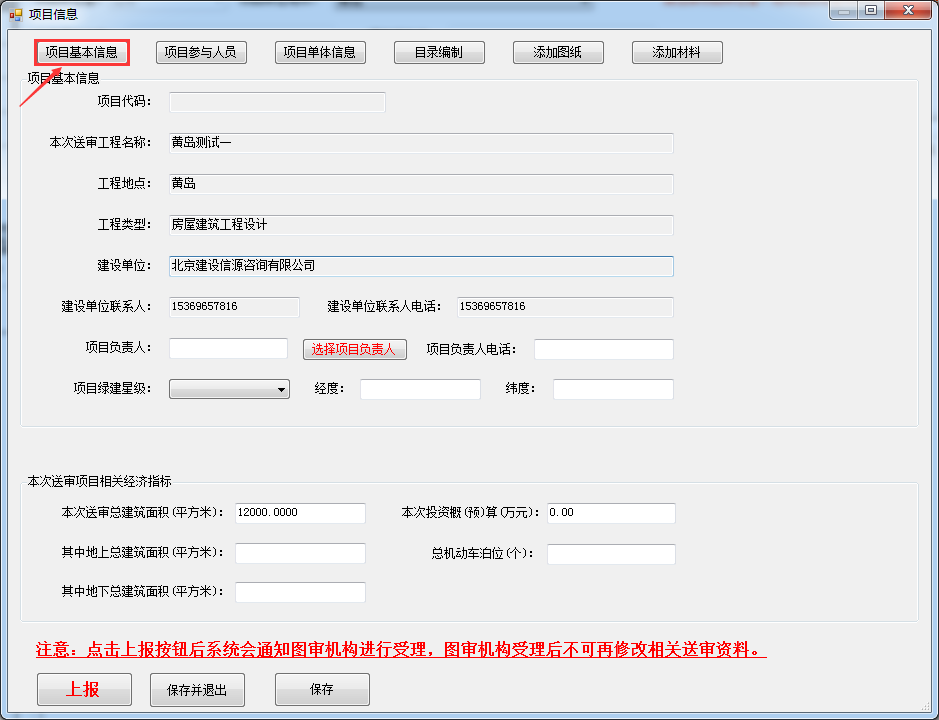 项目信息
项目基本信息 项目参与人员 项目单体信息 目录编制 添加图纸 添加材料
项目基本信息
项目代码：
本次送审工程名称： 黄岛测试一
工程地点： 黄岛
工程类型： 房屋建筑工程设计
建设单位： 北京建设信源咨询有限公司
建设单位联系人： 15369657816 建设单位联系人电话： 15369657816
项目负责人： 选择项目负责人 项目负责人电话：
项目绿建星级： 经度： 纬度：
本次送审项目相关经济指标
本次送审总建筑面积(平方米)： 12000.0000 本次投资概(预)算(万元)： 0.00
其中地上总建筑面积(平方米)： 总机动车泊位(个)：
其中地下总建筑面积(平方米)：
注意：点击上报按钮后系统会通知图审机构进行受理，图审机构受理后不可再修改相关送审资料。
上报 保存并退出 保存